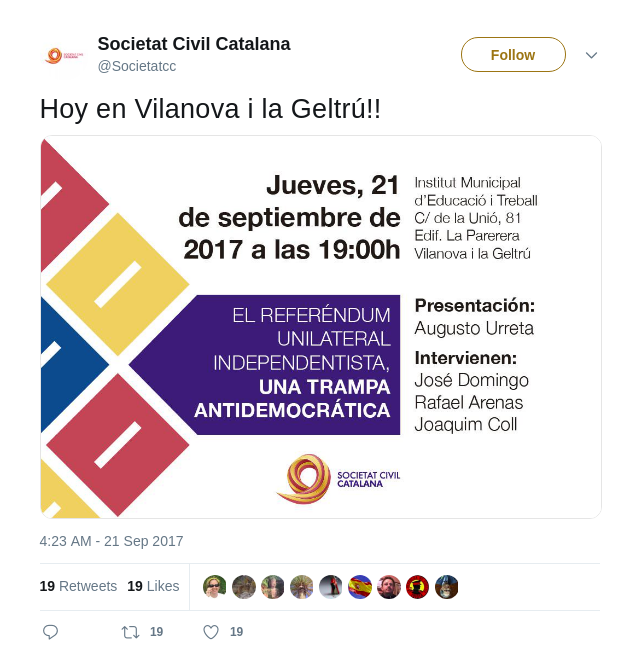 Societat Civil Catalana
@Societatcc
Follow
Hoy en Vilanova i la Geltrú!!
Jueves, 21
de septiembre de
2017 a las 19:00h
Institut Municipal
d'Educació i Treball
C/ de la Unió, 81
Edif. La Parerera
Vilanova i la Geltrú
EL REFERÉNDUM
UNILATERAL
INDEPENDENTISTA,
UNA TRAMPA
ANTIDEMOCRÁTICA
Presentación:
Augusto Urreta
Intervienen:
José Domingo
Rafael Arenas
Joaquim Coll
SOCIETAT CIVIL
CATALANA
4:23 AM - 21 Sep 2017
19 Retweets 19 Likes
19 19